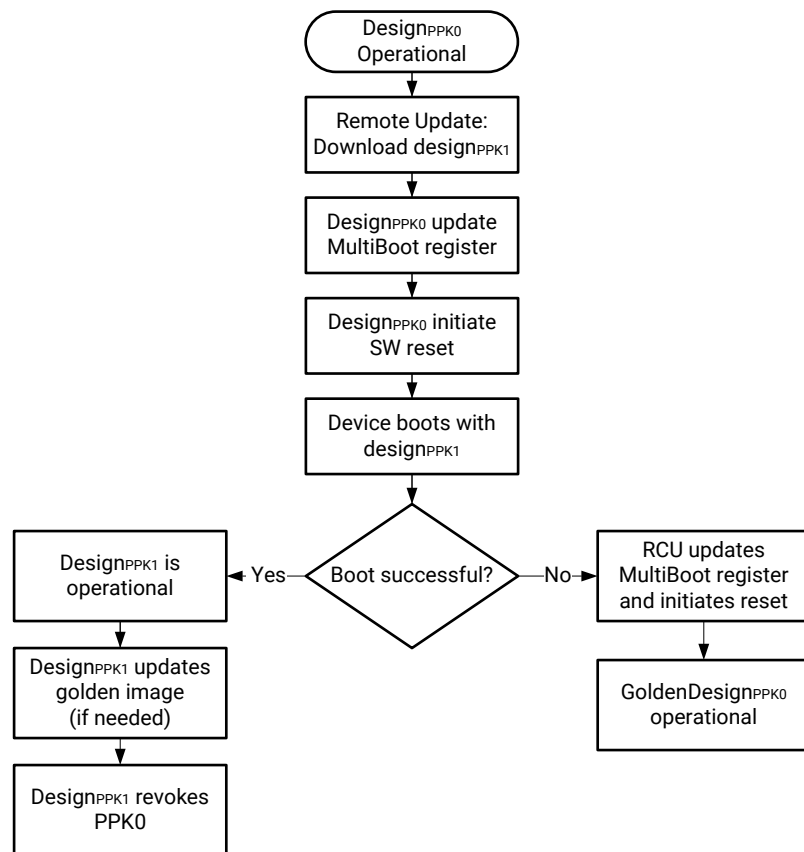 DesignPPK0
Operational
Remote Update:
Download designPPK1
DesignPPK0 update
MultiBoot register
DesignPPK0 initiate
SW reset
Device boots with
designPPK1
Boot successful?
Yes
No
DesignPPK1 is
operational
DesignPPK1 updates
golden image
(if needed)
DesignPPK1 revokes
PPK0
RCU updates
MultiBoot register
and initiates reset
GoldenDesignPPK0
operational